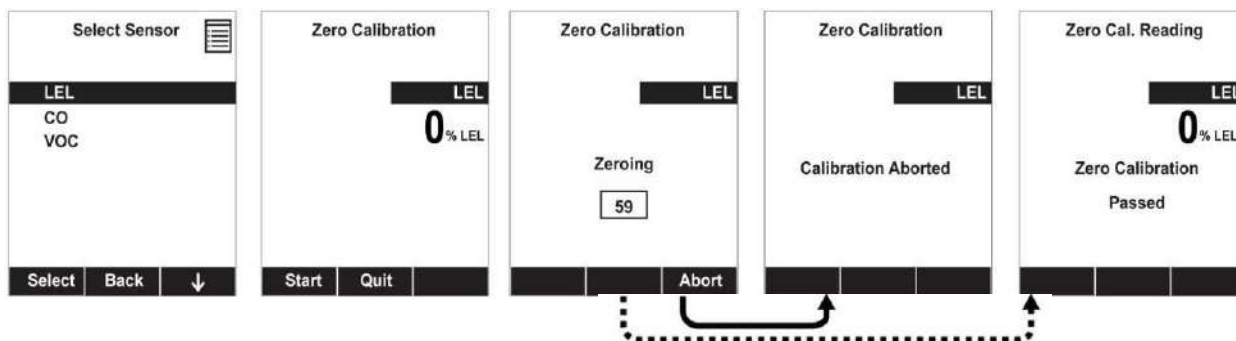 Select Sensor
LEL
CO
VOC
Select Back ↓
Zero Calibration
LEL
0 % LEL
Start Quit
Zero Calibration
LEL
Zeroing
59
Abort
Zero Calibration
LEL
Calibration Aborted
Zero Cal. Reading
LEL
0 % LEL
Zero Calibration
Passed